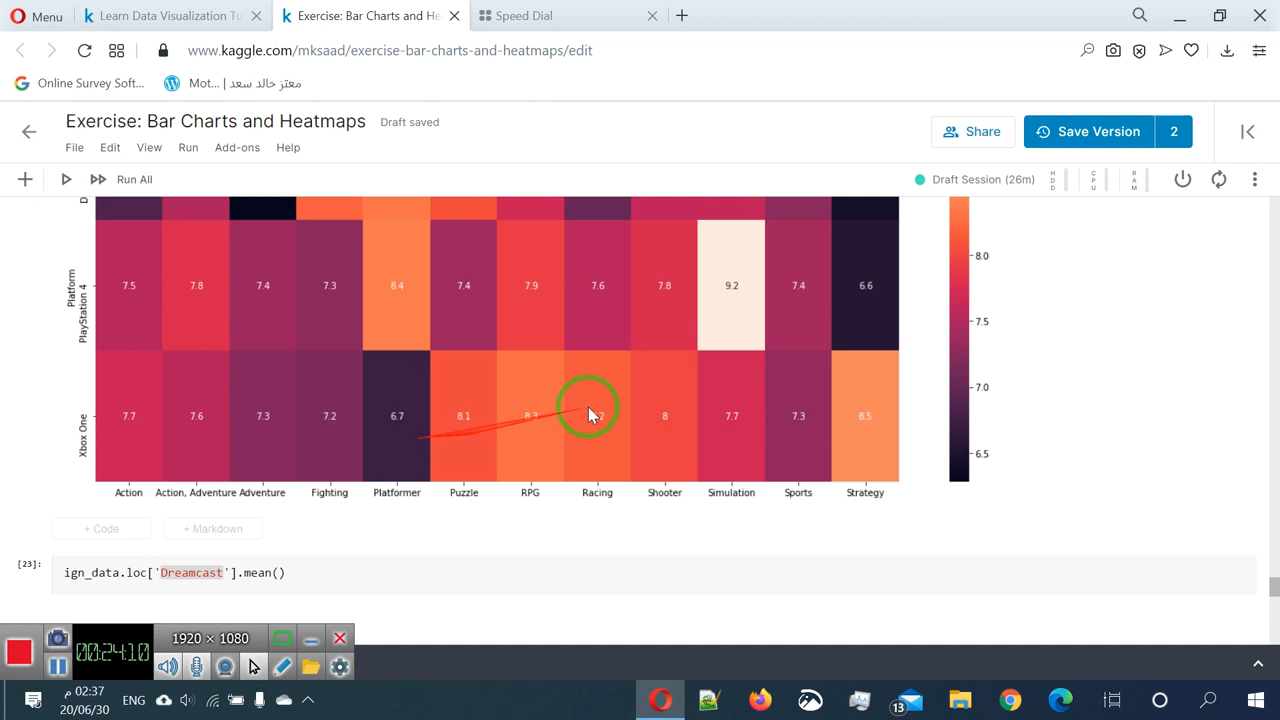 Menu
Learn Data Visualization Tu
Exercise: Bar Charts and He
Speed Dial
www.kaggle.com/mksaad/exercise-bar-charts-and-heatmaps/edit
Online Survey Soft...
Mot... | معتز خالد سعد
Exercise: Bar Charts and Heatmaps
Draft saved
Share
Save Version
2
File Edit View Run Add-ons Help
Run All
Draft Session (26m)
HDD
CPU
RAM
D
Platform
PlayStation 4
7.5 7.8 7.4 7.3 8.4 7.4 7.9 7.6 7.8 9.2 7.4 6.6
Xbox One
7.7 7.6 7.3 7.2 6.7 8.1 8.3 8 7.7 7.3 8.5
Action Action, Adventure Adventure Fighting Platformer Puzzle RPG Racing Shooter Simulation Sports Strategy
8.0
7.5
7.0
6.5
+ Code
+ Markdown
[23]:
ign_data.loc['Dreamcast'].mean()
1920 × 1080
00:24:10
13
ENG
02:37 م
20/06/30